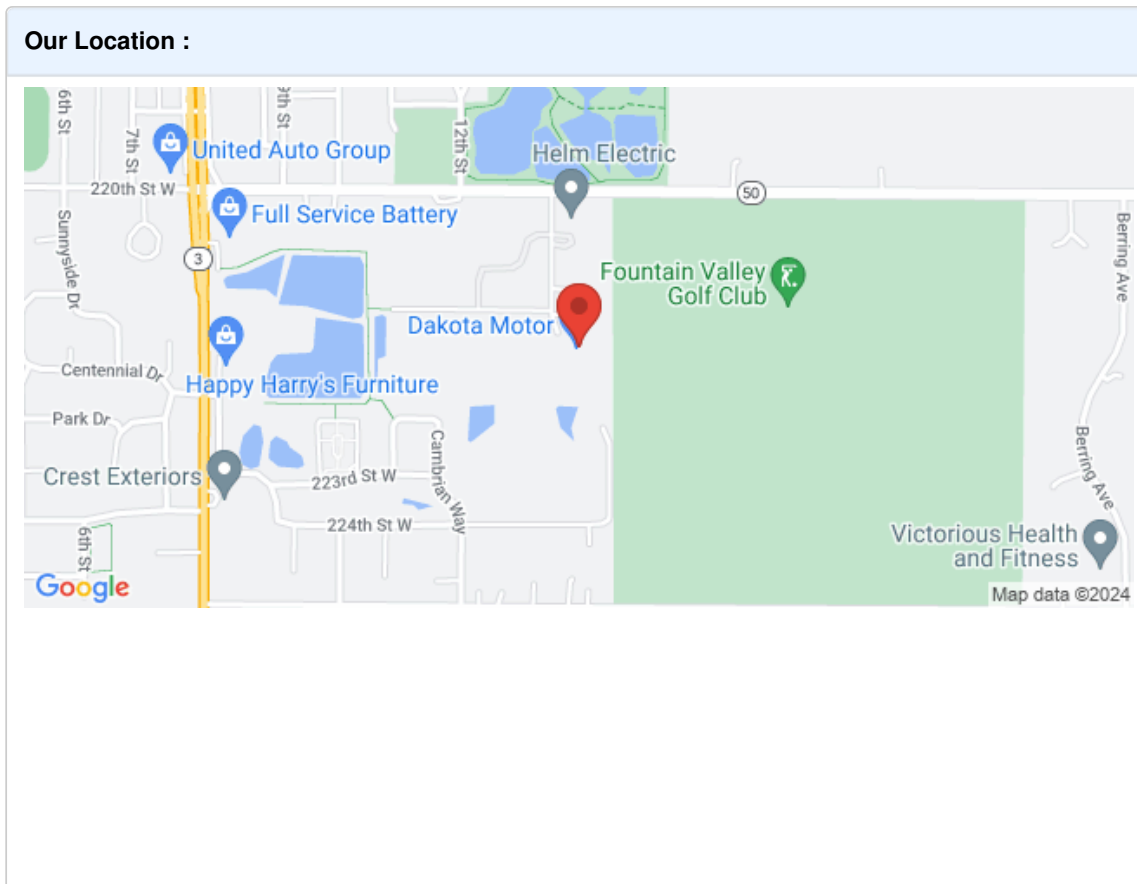 Our Location :
6th St
7th St
9th St
12th St
United Auto Group
Helm Electric
220th St W
50
Full Service Battery
Sunnyside Dr
3
Berring Ave
Fountain Valley
Golf Club
Dakota Motor
Centennial Dr
Happy Harry's Furniture
Park Dr
Cambrian Way
Berring Ave
Crest Exteriors
223rd St W
224th St W
6th St
Victorious Health
and Fitness
Google
Map data ©2024